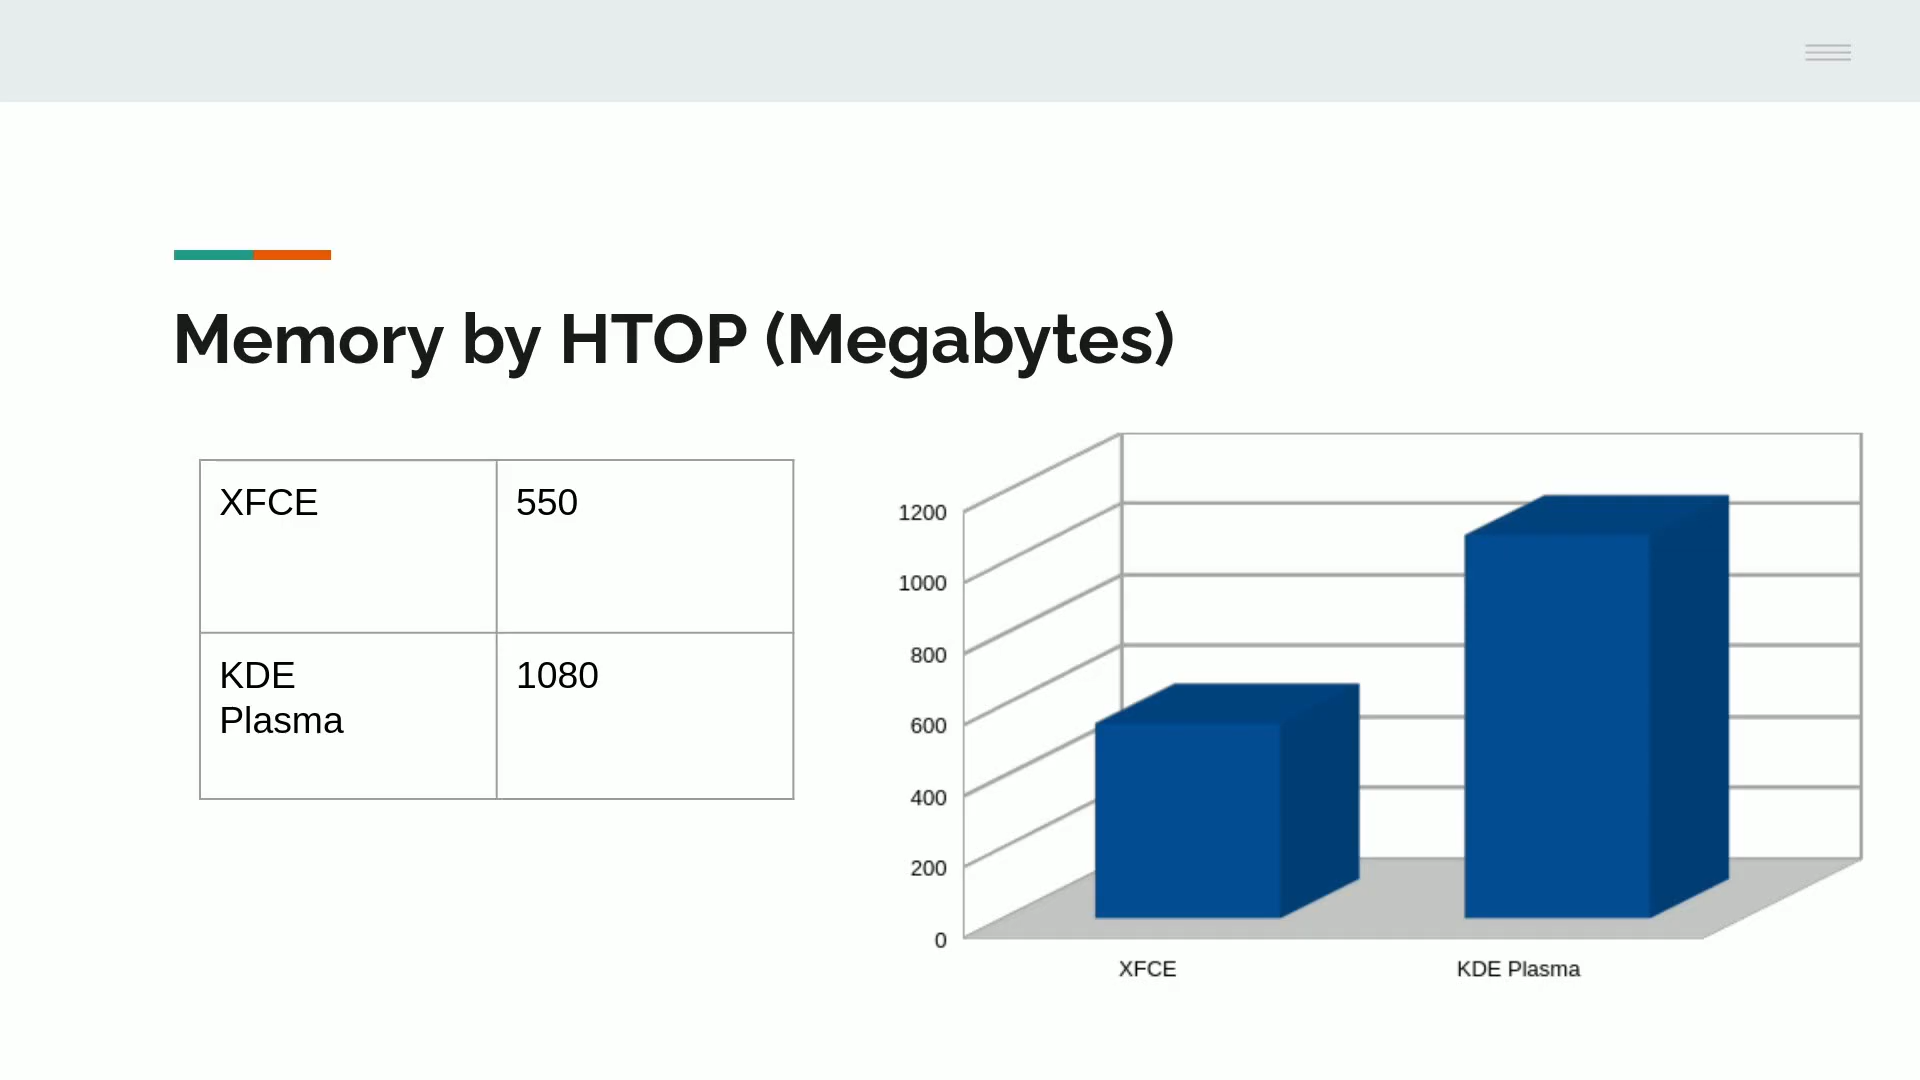 Memory by HTOP (Megabytes)
XFCE 550
KDE 1080
Plasma
1200
1000
800
600
400
200
0
XFCE KDE Plasma